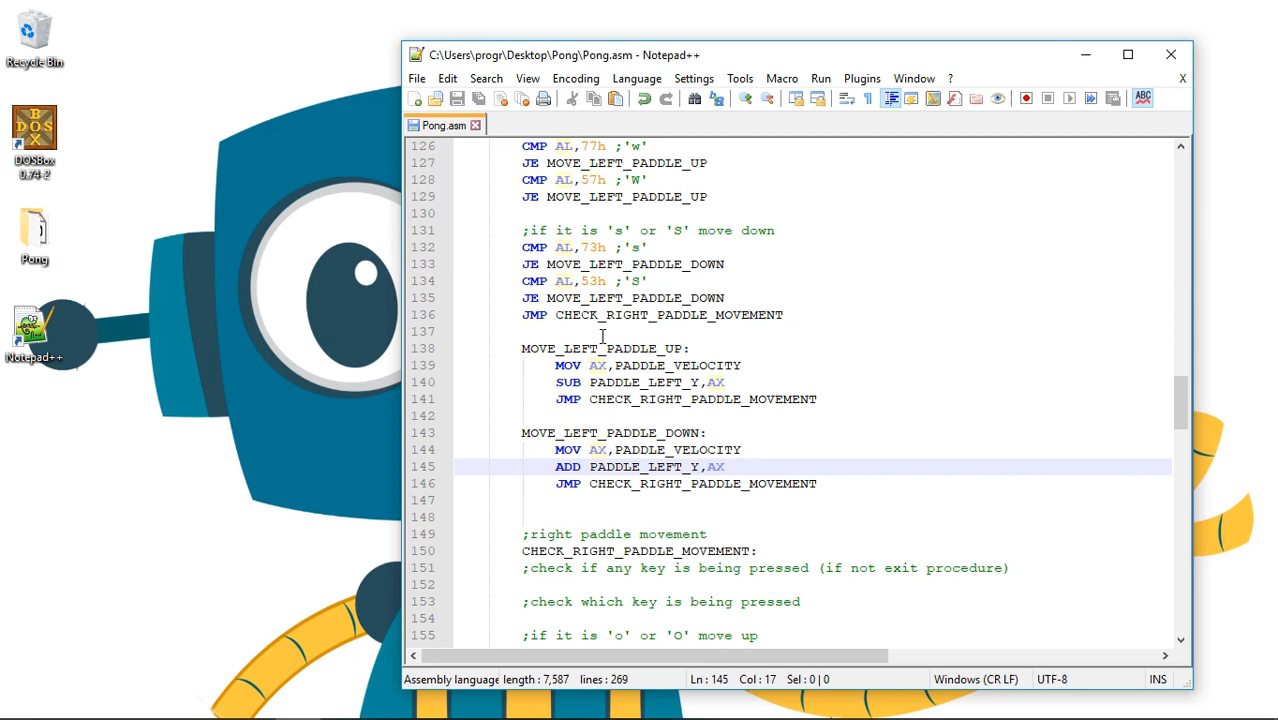 Recycle Bin
DOSBox
0.74-2
Pong
Notepad++
C:\Users\progr\Desktop\Pong\Pong.asm - Notepad++
File Edit Search View Encoding Language Settings Tools Macro Run Plugins Window ? X
Pong.asm
126 CMP AL,77h ;'w'
127 JE MOVE_LEFT_PADDLE_UP
128 CMP AL,57h ;'W'
129 JE MOVE_LEFT_PADDLE_UP
130
131 ;if it is 's' or 'S' move down
132 CMP AL,73h ;'s'
133 JE MOVE_LEFT_PADDLE_DOWN
134 CMP AL,53h ;'S'
135 JE MOVE_LEFT_PADDLE_DOWN
136 JMP CHECK_RIGHT_PADDLE_MOVEMENT
137
138 MOVE_LEFT_PADDLE_UP:
139 MOV AX,PADDLE_VELOCITY
140 SUB PADDLE_LEFT_Y,AX
141 JMP CHECK_RIGHT_PADDLE_MOVEMENT
142
143 MOVE_LEFT_PADDLE_DOWN:
144 MOV AX,PADDLE_VELOCITY
145 ADD PADDLE_LEFT_Y,AX
146 JMP CHECK_RIGHT_PADDLE_MOVEMENT
147
148
149 ;right paddle movement
150 CHECK_RIGHT_PADDLE_MOVEMENT:
151 ;check if any key is being pressed (if not exit procedure)
152
153 ;check which key is being pressed
154
155 ;if it is 'o' or 'O' move up
Assembly language length : 7,587 lines : 269 Ln : 145 Col : 17 Sel : 0 | 0 Windows (CR LF) UTF-8 INS